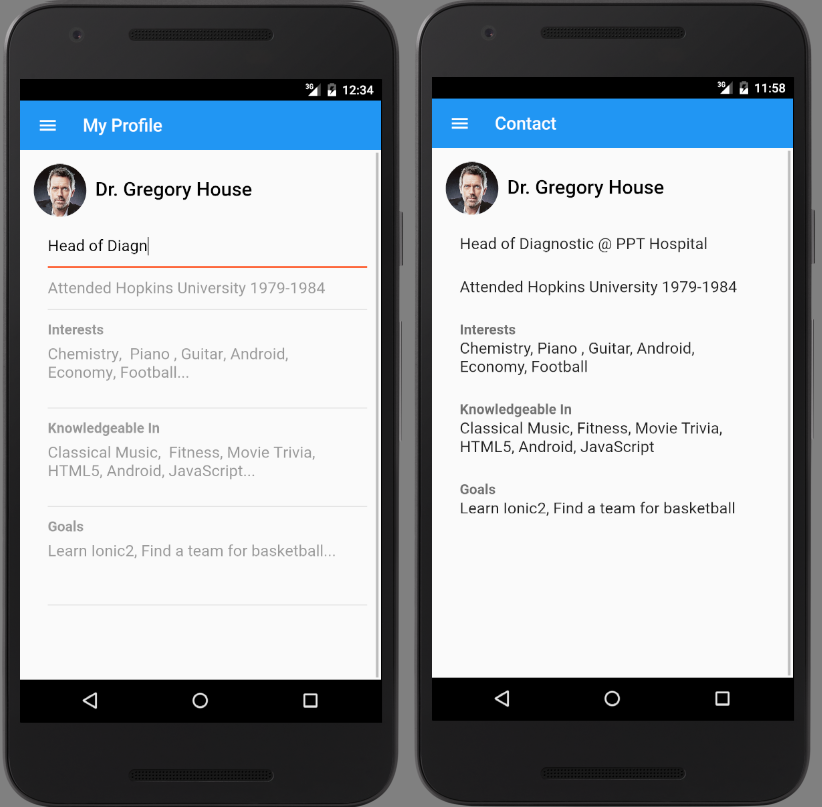 3G 12:34
My Profile
Dr. Gregory House
Head of Diagn
Attended Hopkins University 1979-1984
Interests
Chemistry,  Piano , Guitar, Android,
Economy, Football...
Knowledgeable In
Classical Music,  Fitness, Movie Trivia,
HTML5, Android, JavaScript...
Goals
Learn Ionic2, Find a team for basketball...
3G 11:58
Contact
Dr. Gregory House
Head of Diagnostic @ PPT Hospital
Attended Hopkins University 1979-1984
Interests
Chemistry, Piano , Guitar, Android,
Economy, Football
Knowledgeable In
Classical Music, Fitness, Movie Trivia,
HTML5, Android, JavaScript
Goals
Learn Ionic2, Find a team for basketball